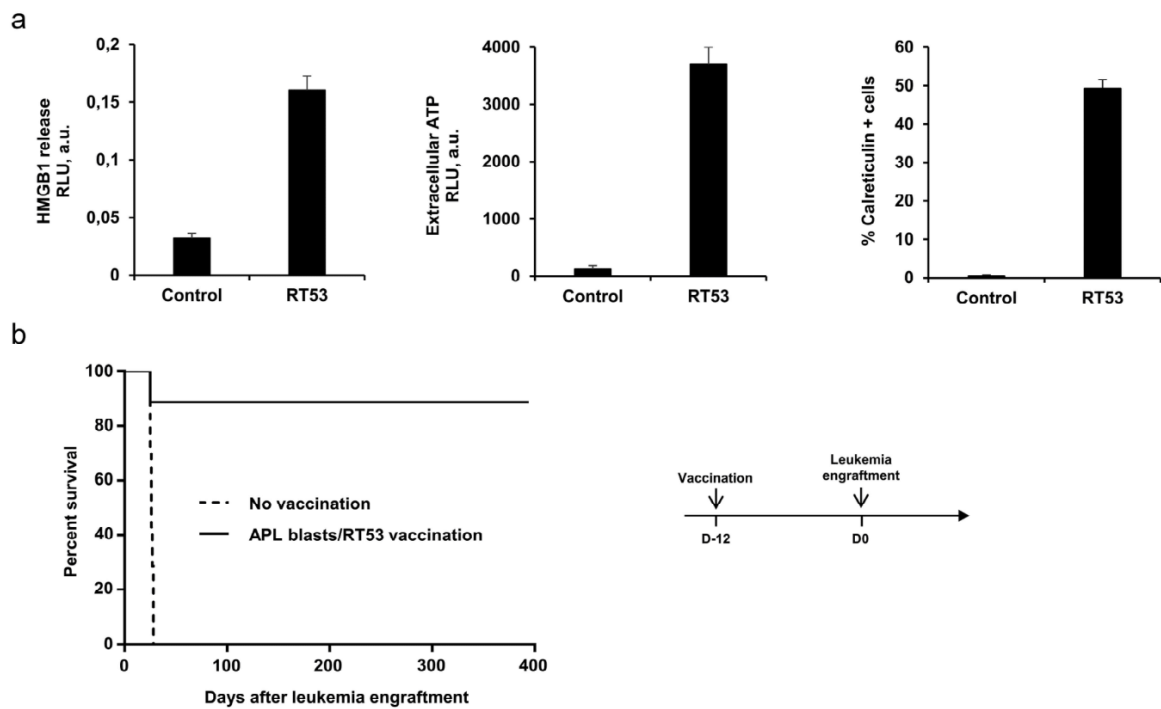 a
HMGB1 release
RLU, a.u.
0,2
0,15
0,1
0,05
0
Control
RT53
Extracellular ATP
RLU, a.u.
4000
3000
2000
1000
0
Control
RT53
% Calreticulin + cells
60
50
40
30
20
10
0
Control
RT53
b
Percent survival
100
80
60
40
20
0
0
100
200
300
400
Days after leukemia engraftment
No vaccination
APL blasts/RT53 vaccination
Vaccination
Leukemia
engraftment
D-12
D0